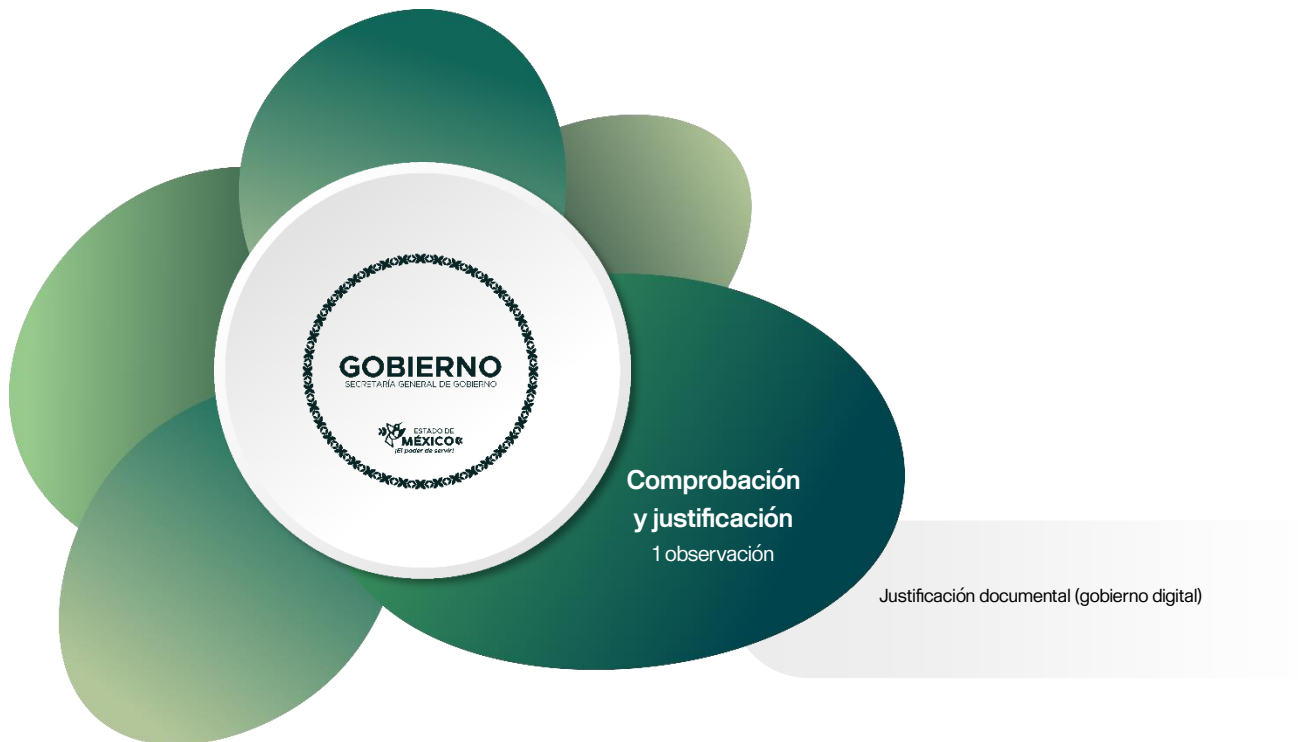 GOBIERNO
SECRETARÍA GENERAL DE GOBIERNO
ESTADO DE
MÉXICO
¡El poder de servir!
Comprobación
y justificación
1 observación
Justificación documental (gobierno digital)